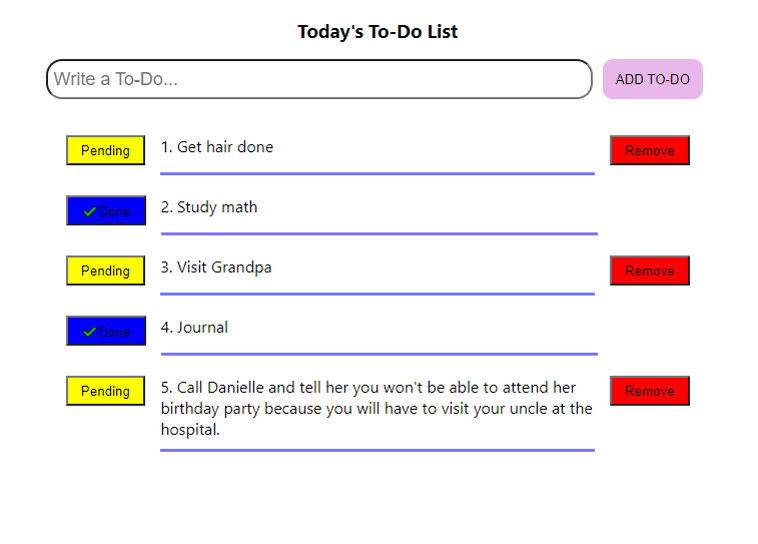 Today's To-Do List
Write a To-Do...
ADD TO-DO
Pending
1. Get hair done
Remove
✓Done
2. Study math
Pending
3. Visit Grandpa
Remove
✓Done
4. Journal
Pending
5. Call Danielle and tell her you won't be able to attend her
birthday party because you will have to visit your uncle at the
hospital.
Remove